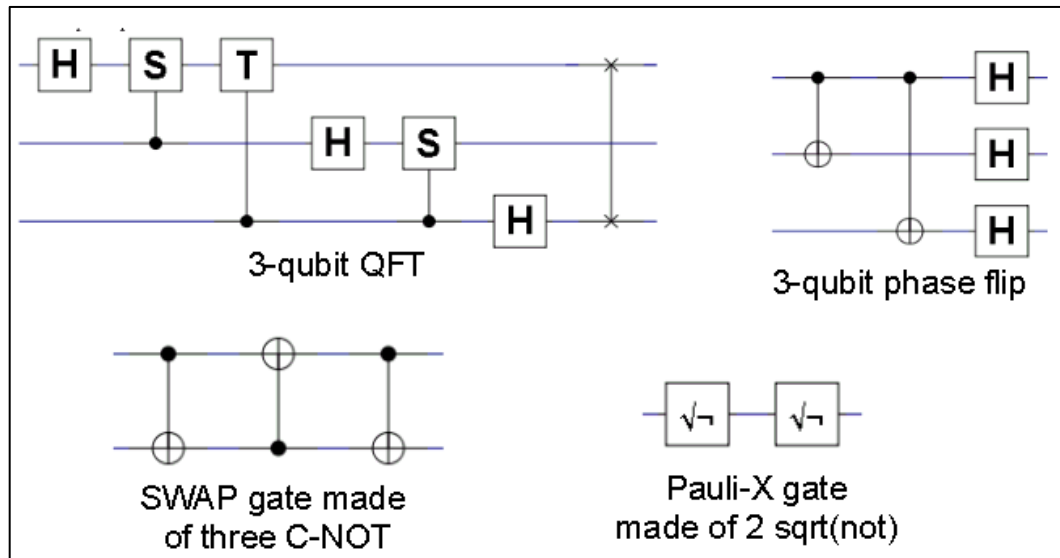 H S T
H S
H
3-qubit QFT
H
H
H
3-qubit phase flip
SWAP gate made
of three C-NOT
√¬ √¬
Pauli-X gate
made of 2 sqrt(not)